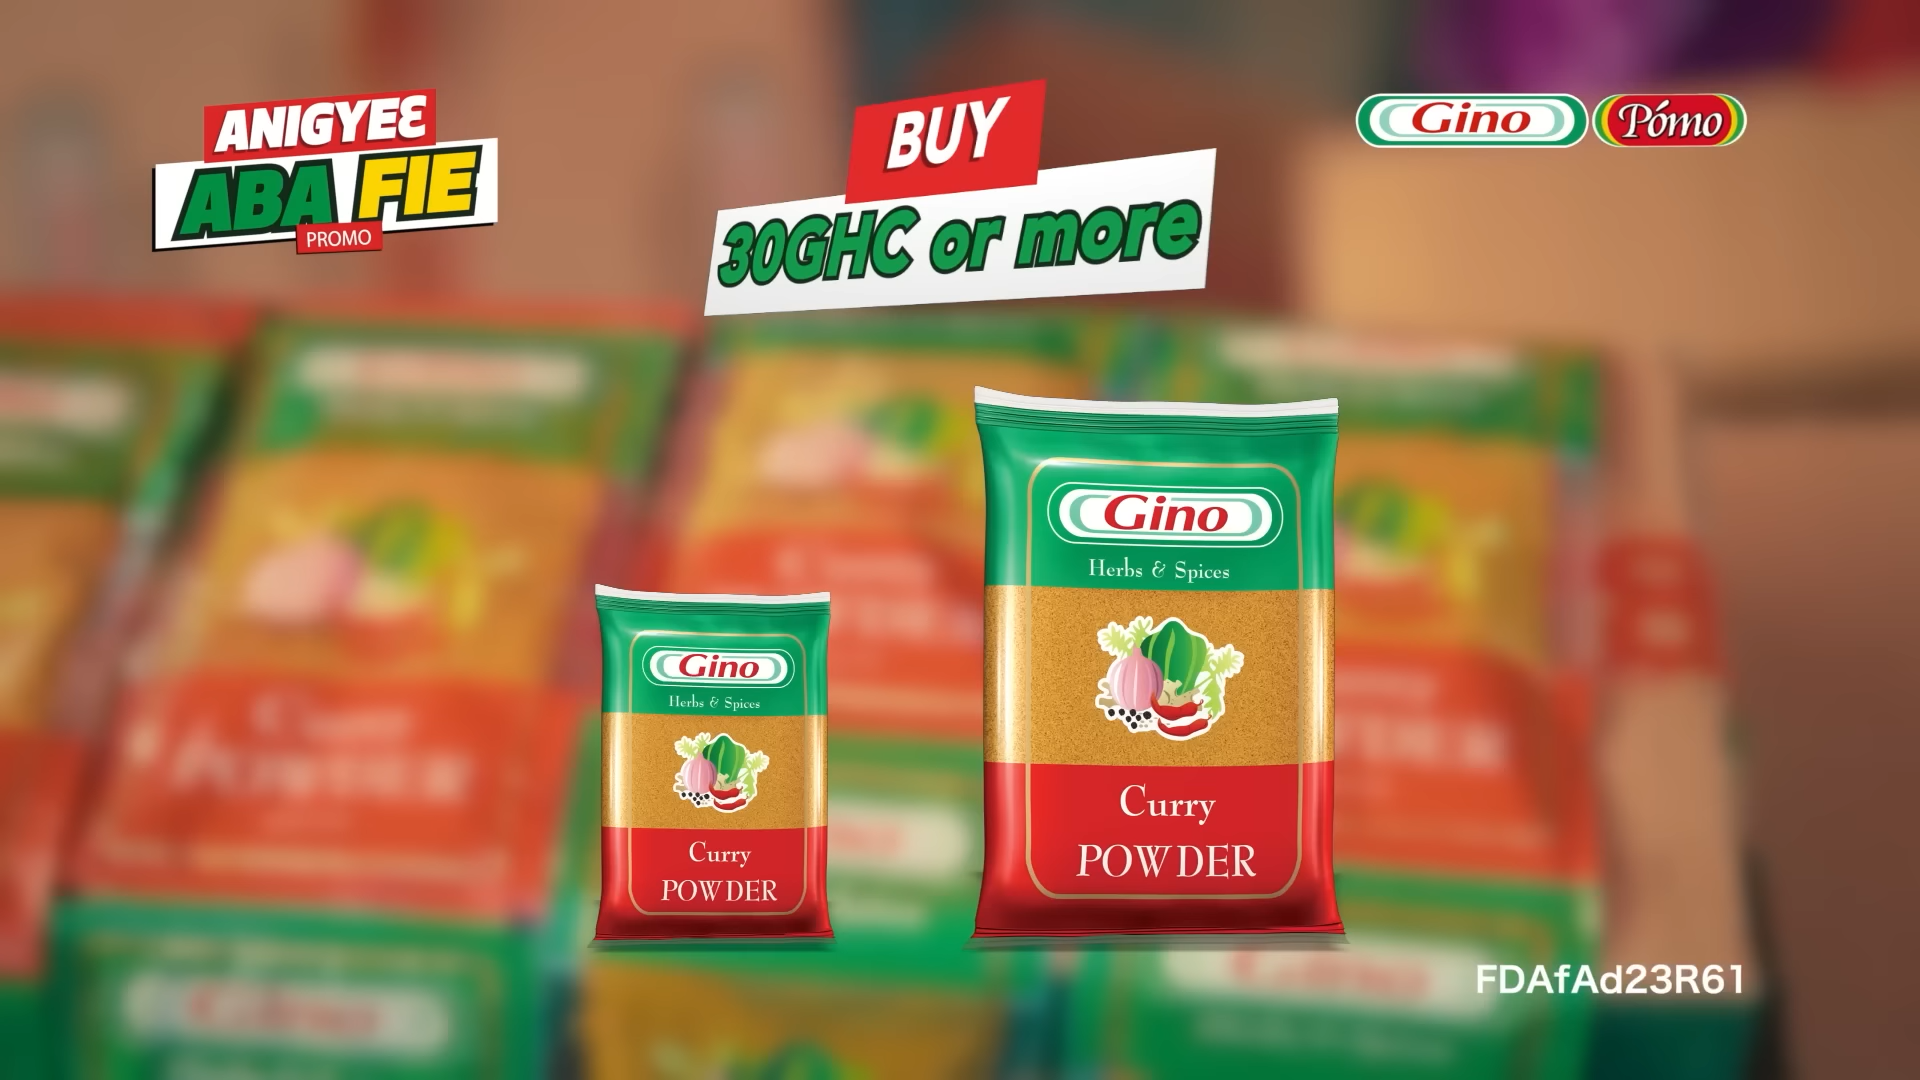 ANIGYEƐ
ABA FIE
PROMO
BUY
30GHC or more
Gino
Pómo
Gino
Herbs & Spices
Curry
POWDER
Gino
Herbs & Spices
Curry
POWDER
FDAfAd23R61